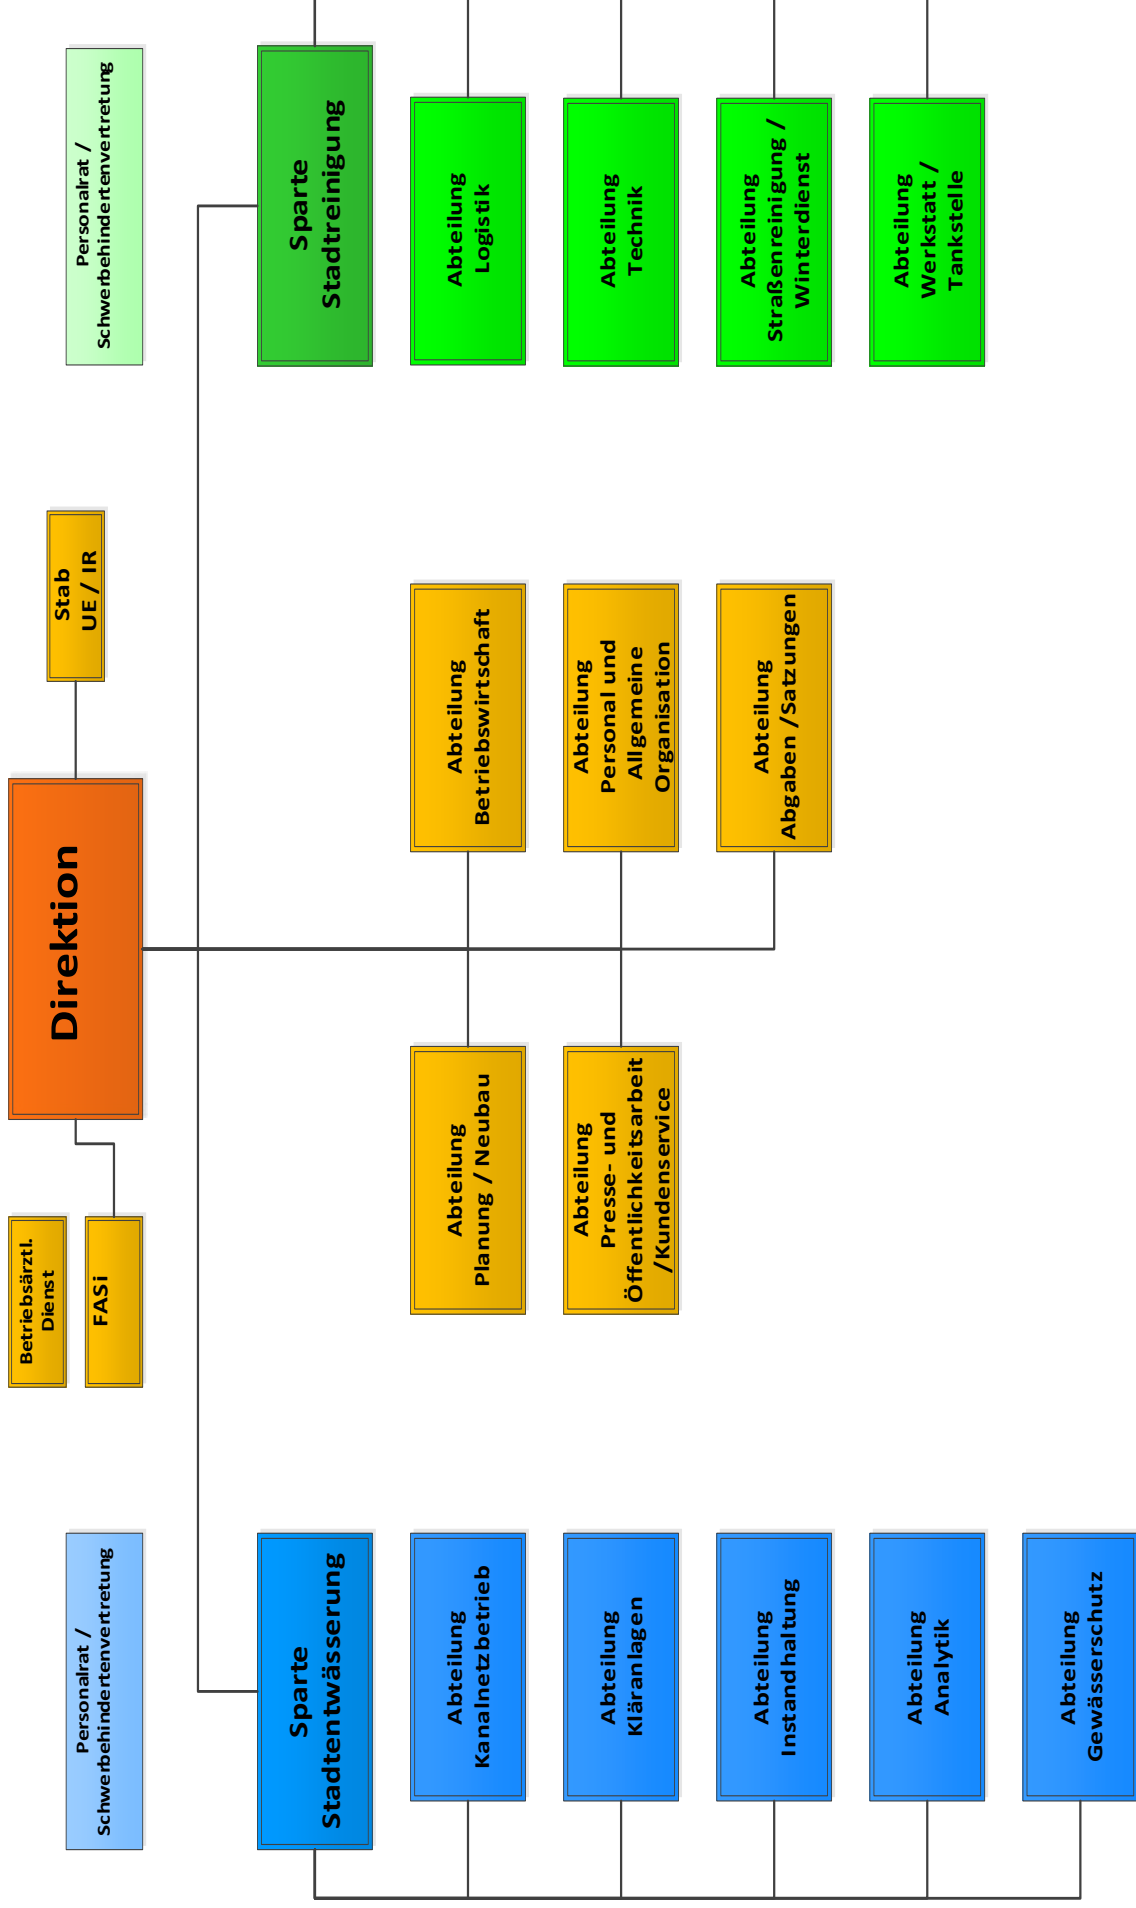 Betriebsärztl.
Dienst
FASi
Direktion
Stab
UE / IR
Personalrat /
Schwerbehindertenvertretung
Personalrat /
Schwerbehindertenvertretung
Sparte
Stadtentwässerung
Sparte
Stadtreinigung
Abteilung
Kanalnetzbetrieb
Abteilung
Planung / Neubau
Abteilung
Betriebswirtschaft
Abteilung
Logistik
Abteilung
Kläranlagen
Abteilung
Presse- und
Öffentlichkeitsarbeit
/Kundenservice
Abteilung
Personal und
Allgemeine
Organisation
Abteilung
Technik
Abteilung
Instandhaltung
Abteilung
Abgaben /Satzungen
Abteilung
Straßenreinigung /
Winterdienst
Abteilung
Analytik
Abteilung
Werkstatt /
Tankstelle
Abteilung
Gewässerschutz